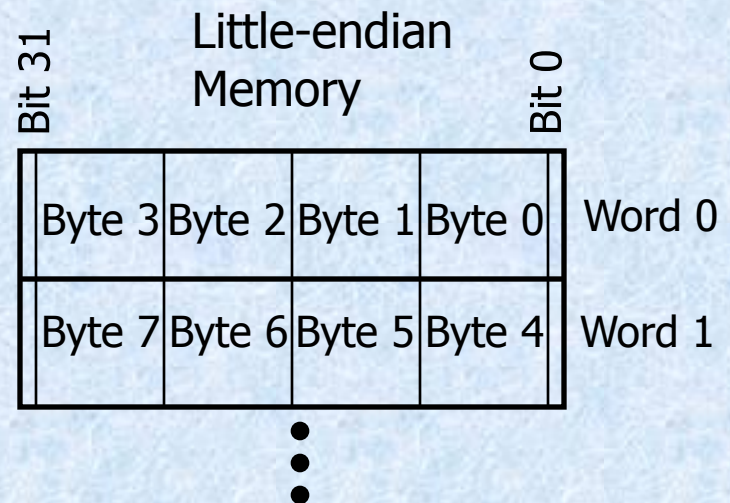 Little-endian
Memory
Bit 31
Bit 0
Byte 3 Byte 2 Byte 1 Byte 0 Word 0
Byte 7 Byte 6 Byte 5 Byte 4 Word 1